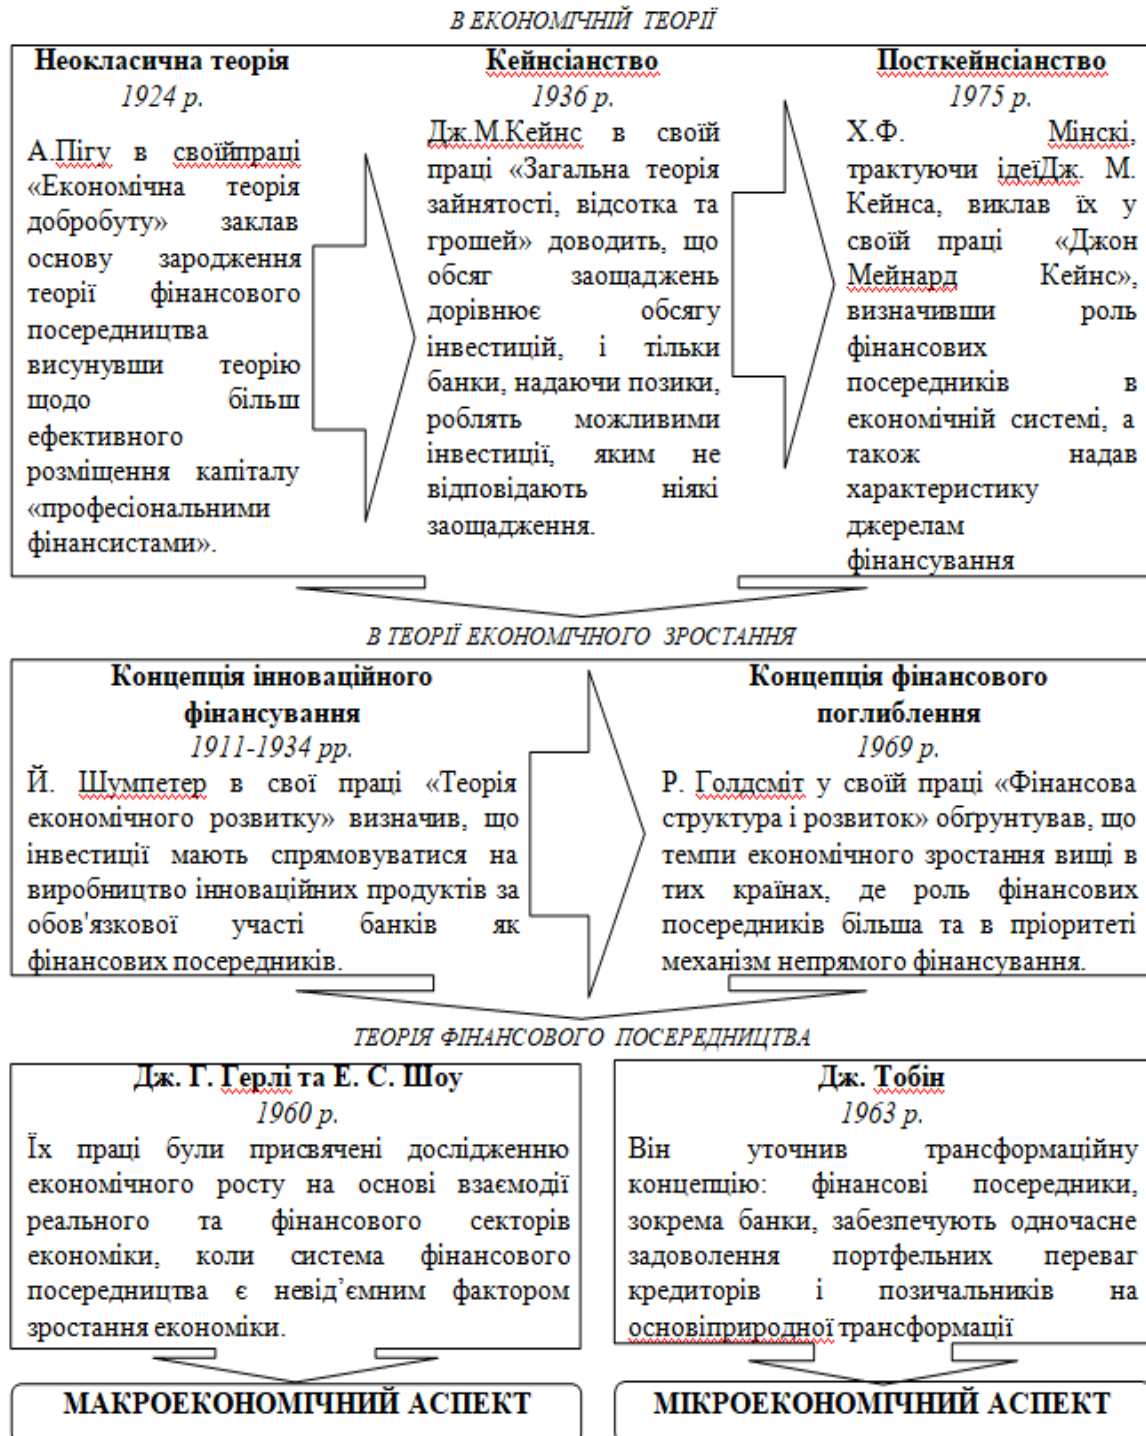 В ЕКОНОМІЧНІЙ ТЕОРІЇ
Неокласична теорія
1924 р.
А.Пігу в своїйпраці
«Економічна теорія
добробуту» заклав
основу зародження
теорії фінансового
посередництва
висунувши теорію
щодо більш
ефективного
розміщення капіталу
«професіональними
фінансистами».
Кейнсіанство
1936 р.
Дж.М.Кейнс в своїй
праці «Загальна теорія
зайнятості, відсотка та
грошей» доводить, що
обсяг заощаджень
дорівнює обсягу
інвестицій, і тільки
банки, надаючи позики,
роблять можливими
інвестиції, яким не
відповідають ніякі
заощадження.
Посткейнсіанство
1975 р.
Х.Ф. Мінскі,
трактуючи ідеїДж. М.
Кейнса, виклав їх у
своїй праці «Джон
Мейнард Кейнс»,
визначивши роль
фінансових
посередників в
економічній системі, а
також надав
характеристику
джерелам
фінансування
В ТЕОРІЇ ЕКОНОМІЧНОГО ЗРОСТАННЯ
Концепція інноваційного
фінансування
1911-1934 рр.
Й. Шумпетер в свої праці «Теорія
економічного розвитку» визначив, що
інвестиції мають спрямовуватися на
виробництво інноваційних продуктів за
обов'язкової участі банків як
фінансових посередників.
Концепція фінансового
поглиблення
1969 р.
Р. Голдсміт у своїй праці «Фінансова
структура і розвиток» обґрунтував, що
темпи економічного зростання вищі в
тих країнах, де роль фінансових
посередників більша та в пріоритеті
механізм непрямого фінансування.
ТЕОРІЯ ФІНАНСОВОГО ПОСЕРЕДНИЦТВА
Дж. Г. Герлі та Е. С. Шоу
1960 р.
Їх праці були присвячені дослідженню
економічного росту на основі взаємодії
реального та фінансового секторів
економіки, коли система фінансового
посередництва є невід’ємним фактором
зростання економіки.
Дж. Тобін
1963 р.
Він уточнив трансформаційну
концепцію: фінансові посередники,
зокрема банки, забезпечують одночасне
задоволення портфельних переваг
кредиторів і позичальників на
основіприродної трансформації
МАКРОЕКОНОМІЧНИЙ АСПЕКТ
МІКРОЕКОНОМІЧНИЙ АСПЕКТ